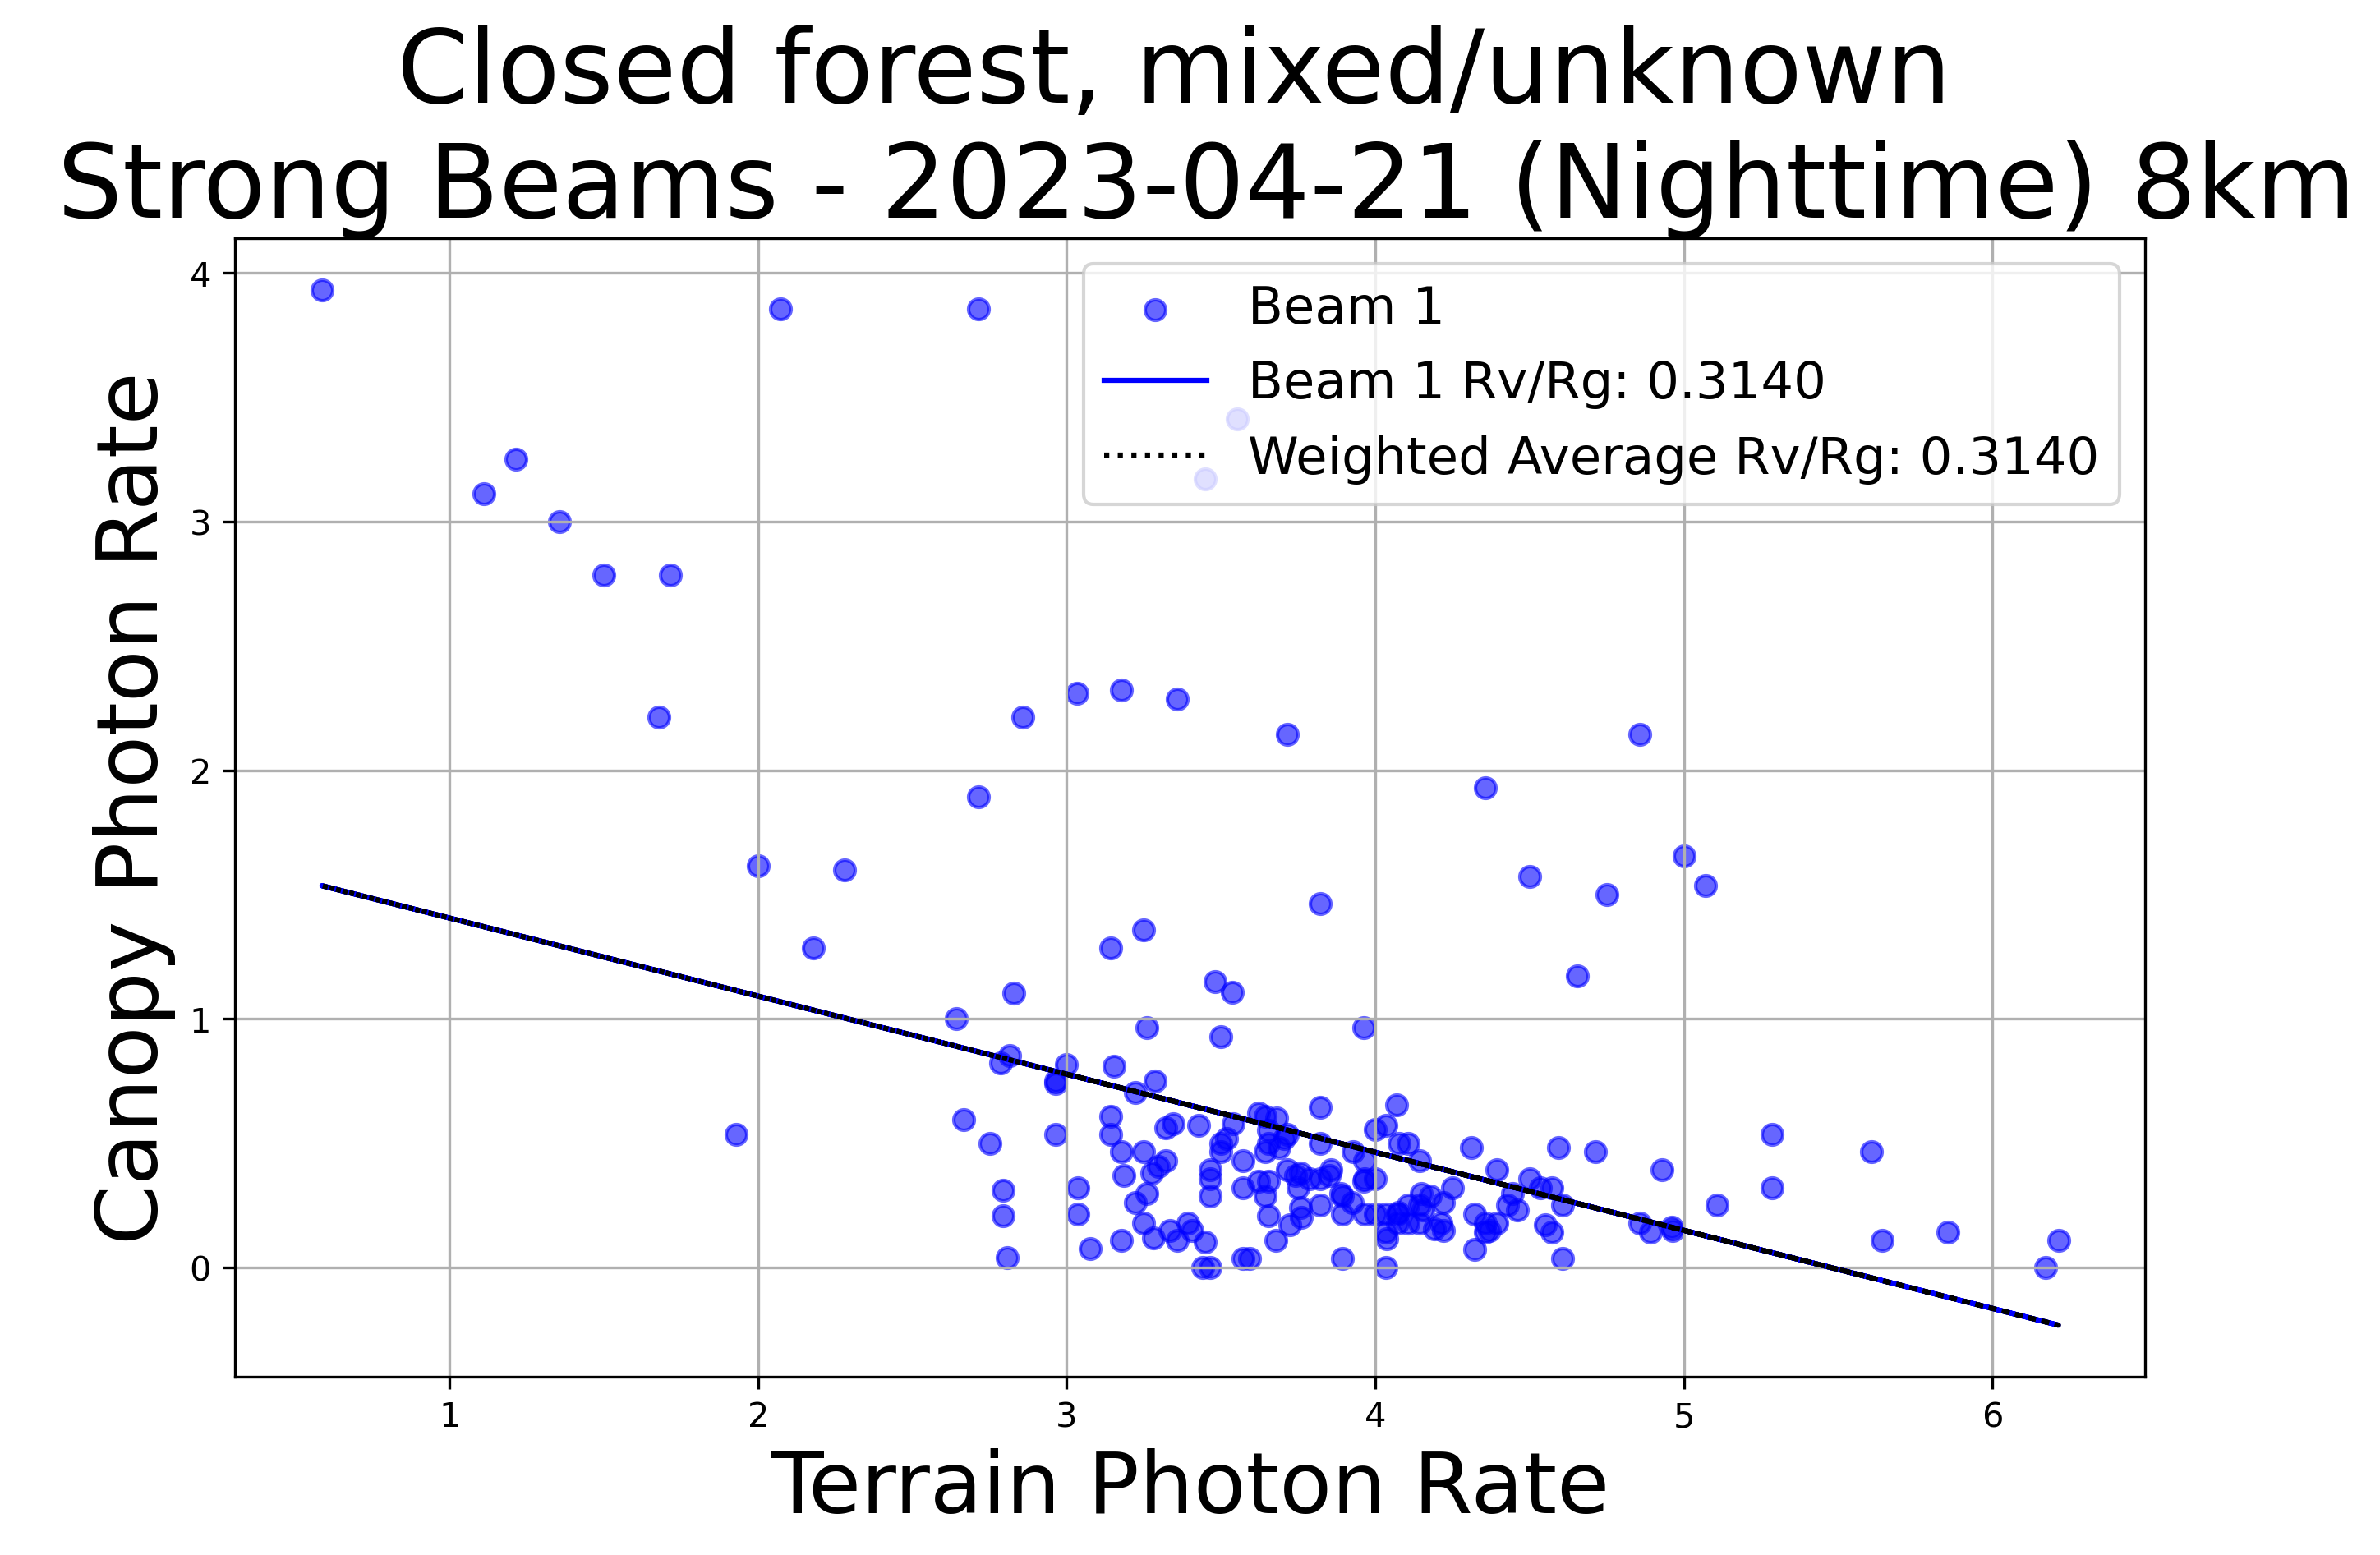 Closed forest, mixed/unknown
Strong Beams - 2023-04-21 (Nighttime) 8km
Beam 1
Beam 1 Rv/Rg: 0.3140
Weighted Average Rv/Rg: 0.3140
Canopy Photon Rate
4
3
2
1
0
1 2 3 4 5 6
Terrain Photon Rate